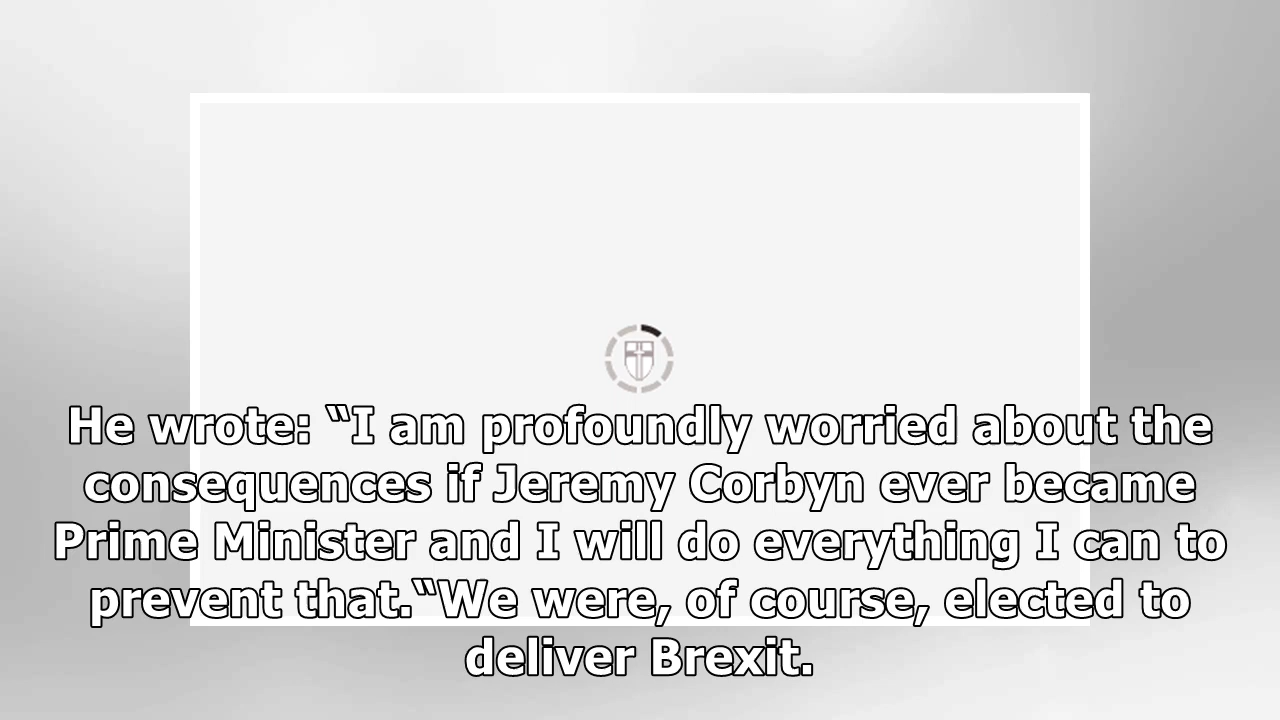 He wrote: “I am profoundly worried about the
consequences if Jeremy Corbyn ever became
Prime Minister and I will do everything I can to
prevent that.“We were, of course, elected to
deliver Brexit.